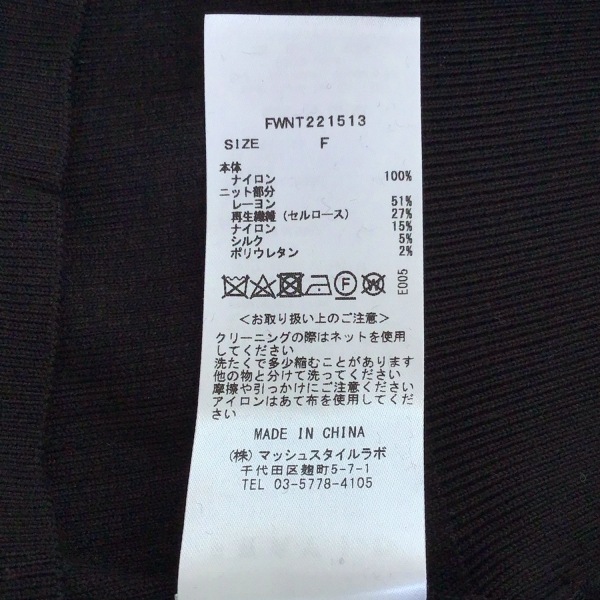 FWNT221513
SIZE F
本体
ナイロン 100%
ニット部分
レーヨン 51%
再生繊維(セルロース) 27%
ナイロン 15%
シルク 5%
ポリウレタン 2%
F W E005
<お取り扱い上のご注意>
クリーニングの際はネットを使用
してください
洗たくで多少縮むことがあります
他の物と分けて洗ってください
摩擦や引っかけにご注意ください
アイロンはあて布を使用してくだ
さい
MADE IN CHINA
(株)マッシュスタイルラボ
千代田区麹町5-7-1
TEL 03-5778-4105